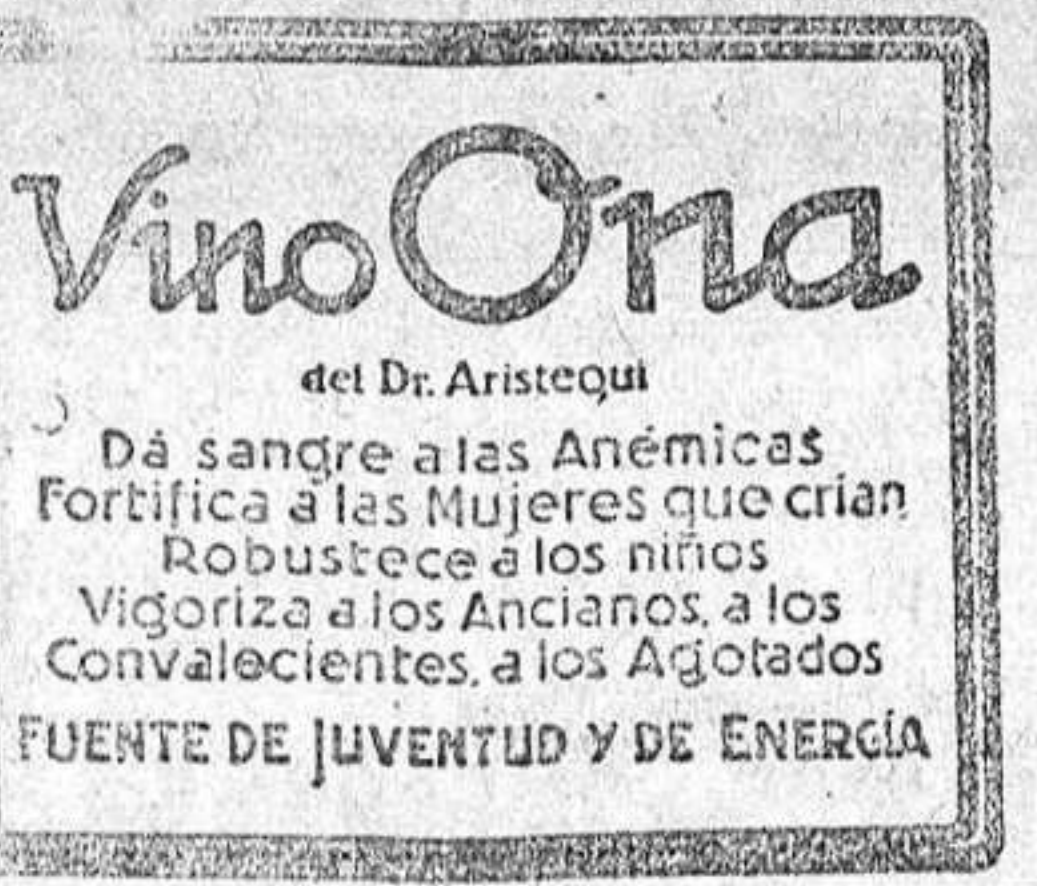 Vino Ona
del Dr. Aristegui
Dá sangre a las Anémicas
Fortifica a las Mujeres que crian
Robustece a los niños
Vigoriza a los Ancianos, a los
Convalecientes, a los Agotados
FUENTE DE JUVENTUD Y DE ENERGÍA